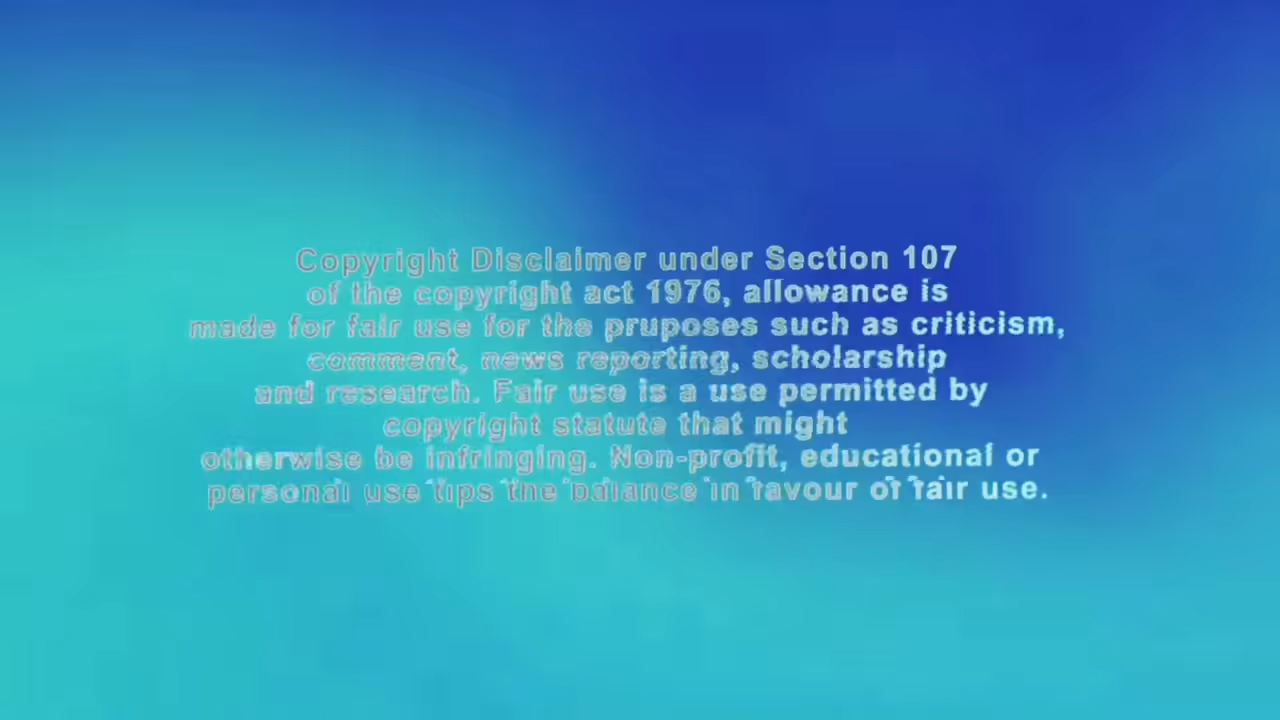 Copyright Disclaimer under Section 107
of the copyright act 1976, allowance is
made for fair use for the pruposes such as criticism,
comment, news reporting, scholarship
and research. Fair use is a use permitted by
copyright statute that might
otherwise be infringing. Non-profit, educational or
personal use tips the balance in favour of fair use.